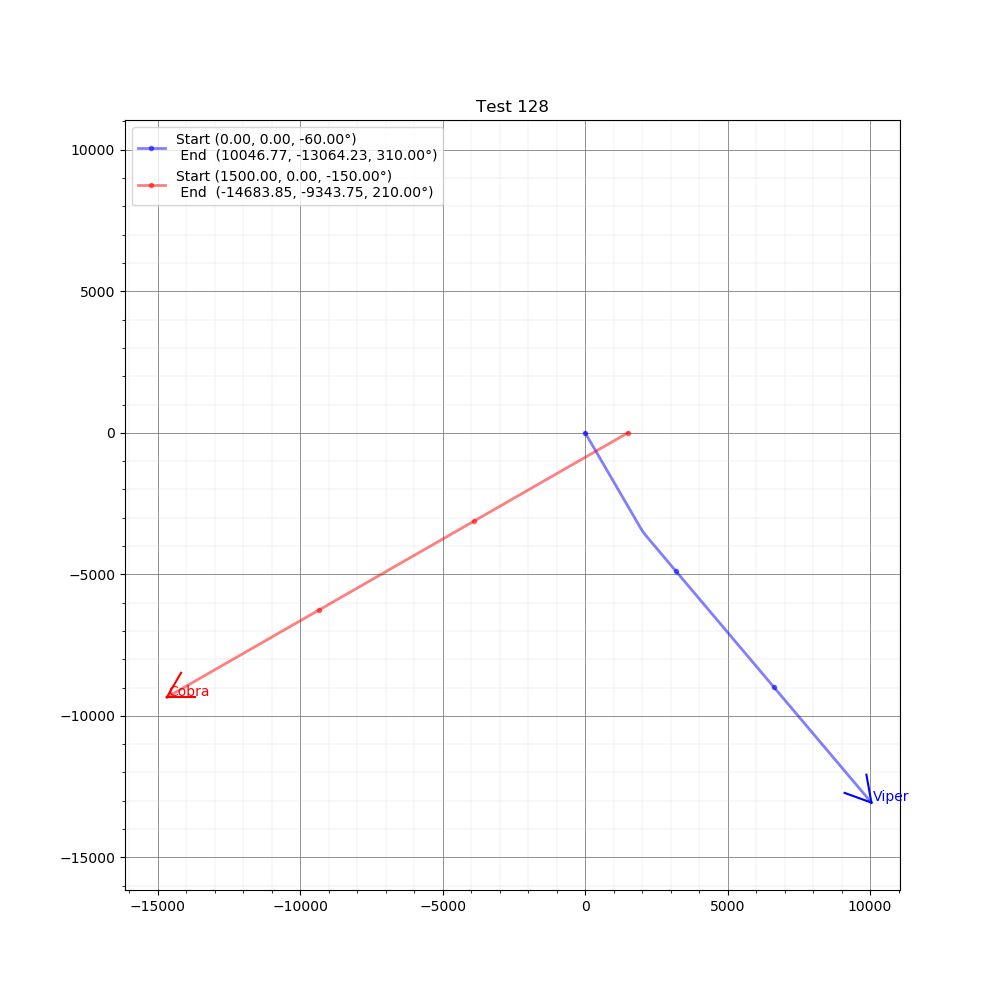 Test 128
Start (0.00, 0.00, -60.00°)
End  (10046.77, -13064.23, 310.00°)
Start (1500.00, 0.00, -150.00°)
End  (-14683.85, -9343.75, 210.00°)
10000
5000
0
−5000
−10000
−15000
Cobra
Viper
−15000
−10000
−5000
0
5000
10000